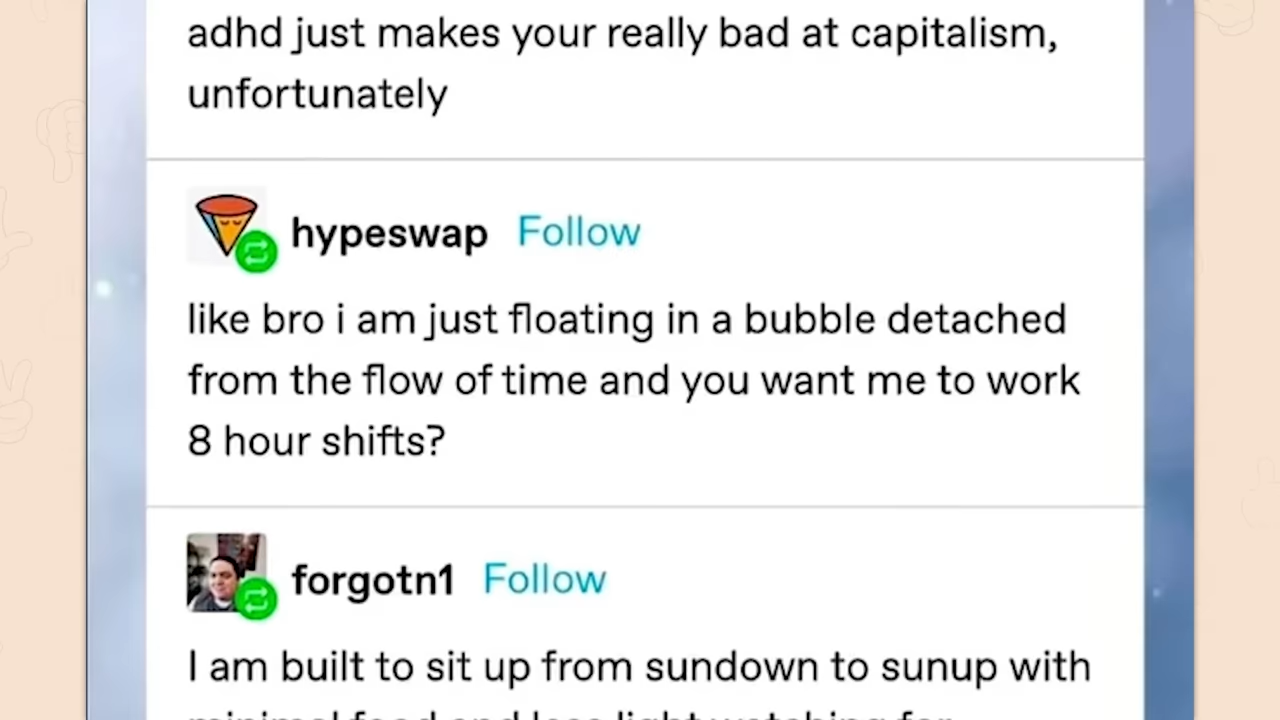 adhd just makes your really bad at capitalism,
unfortunately
hypeswap Follow
like bro i am just floating in a bubble detached
from the flow of time and you want me to work
8 hour shifts?
forgotn1 Follow
I am built to sit up from sundown to sunup with